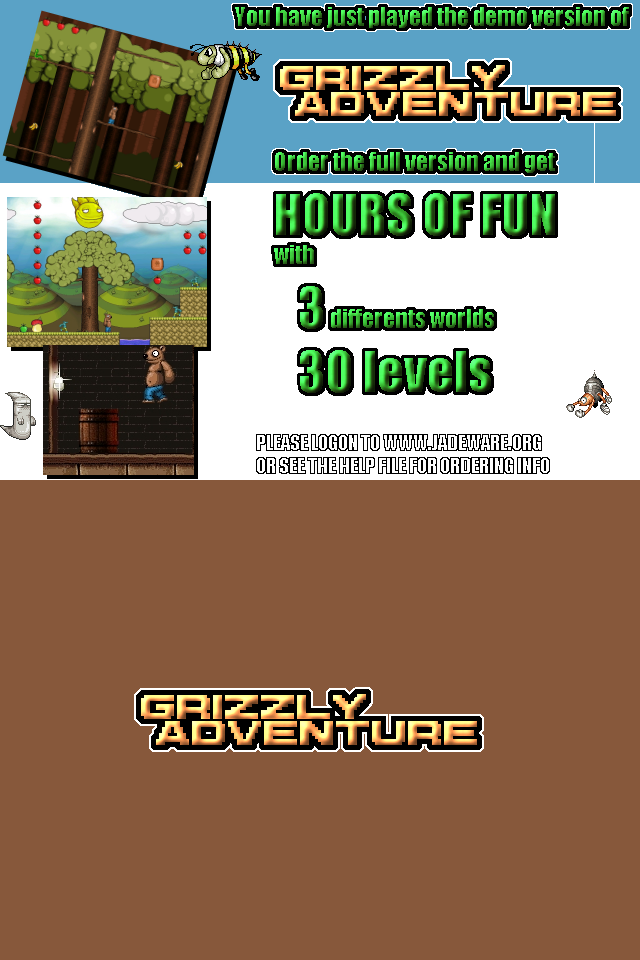 You have just played the demo version of
GRIZZLY
ADVENTURE
Order the full version and get
HOURS OF FUN
with
3 differents worlds
30 levels
PLEASE LOGON TO WWW.JADEWARE.ORG
OR SEE THE HELP FILE FOR ORDERING INFO
GRIZZLY
ADVENTURE